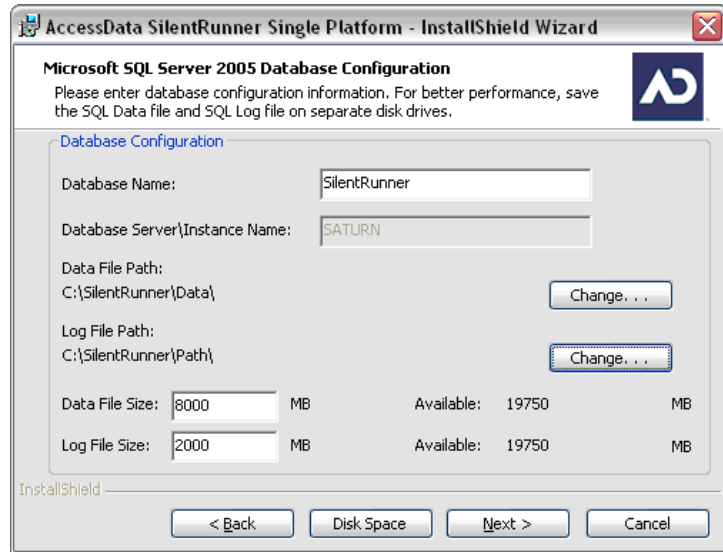 AccessData SilentRunner Single Platform - InstallShield Wizard
Microsoft SQL Server 2005 Database Configuration
Please enter database configuration information. For better performance, save
the SQL Data file and SQL Log file on separate disk drives.
Database Configuration
Database Name: SilentRunner
Database Server\Instance Name: SATURN
Data File Path:
C:\SilentRunner\Data\
Change. . .
Log File Path:
C:\SilentRunner\Path\
Change. . .
Data File Size: 8000 MB Available: 19750 MB
Log File Size: 2000 MB Available: 19750 MB
InstallShield
< Back Disk Space Next > Cancel